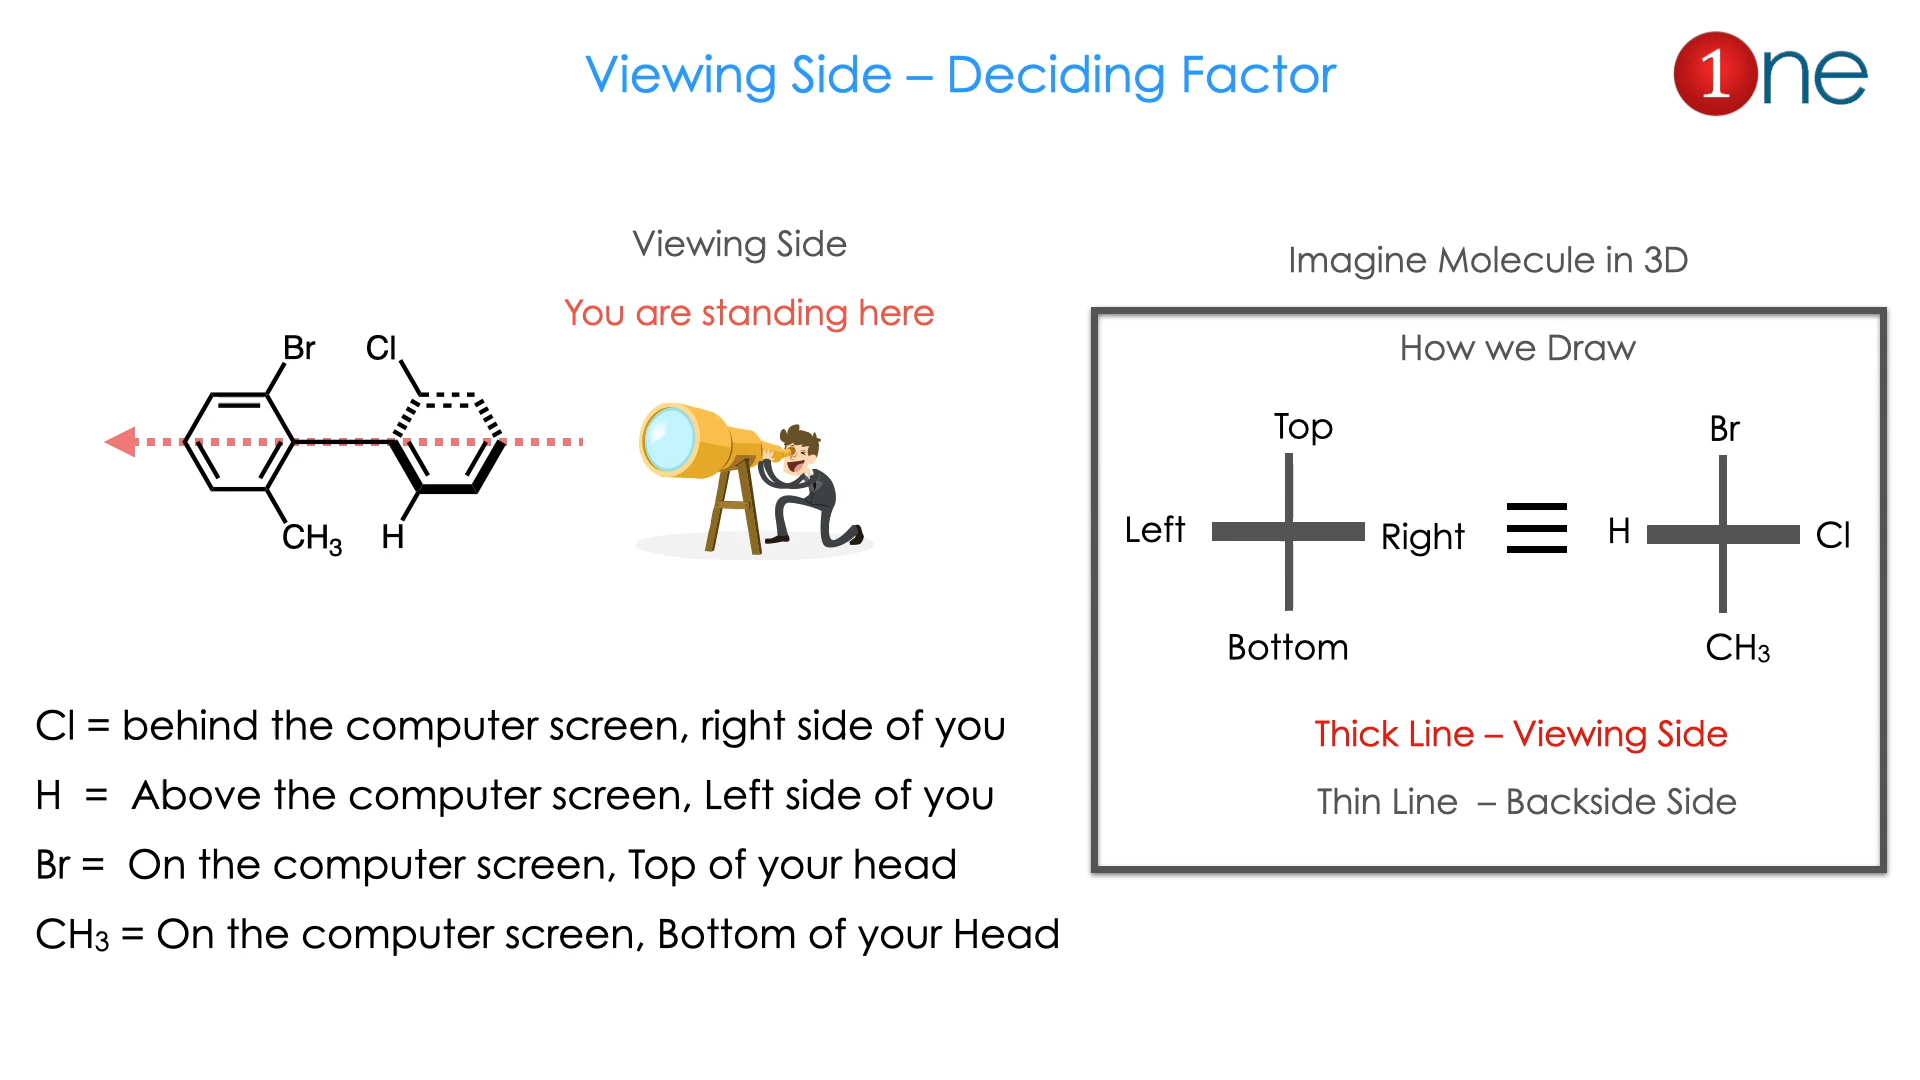 Viewing Side – Deciding Factor
1ne
Viewing Side
You are standing here
Br
Cl
CH₃
H
Imagine Molecule in 3D
How we Draw
Top
Left
Right
Bottom
Br
H
Cl
CH₃
Thick Line – Viewing Side
Thin Line – Backside Side
Cl = behind the computer screen, right side of you
H = Above the computer screen, Left side of you
Br = On the computer screen, Top of your head
CH₃ = On the computer screen, Bottom of your Head